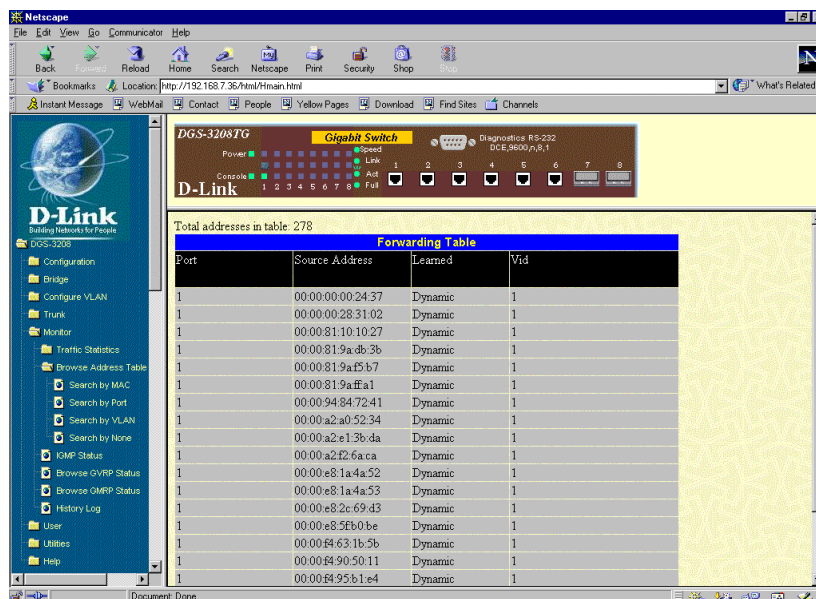 Netscape
File Edit View Go Communicator Help
Back Forward Reload Home Search Netscape Print Security Shop Stop
Bookmarks Location: http://192.168.7.36/html/Hmain.html What's Related
Instant Message WebMail Contact People Yellow Pages Download Find Sites Channels
D-Link
Building Networks for People
DGS-3208
Configuration
Bridge
Configure VLAN
Trunk
Monitor
Traffic Statistics
Browse Address Table
Search by MAC
Search by Port
Search by VLAN
Search by None
IGMP Status
Browse GVRP Status
Browse GMRP Status
History Log
User
Utilities
Help
DGS-3208TG
Gigabit Switch
Power
Console
D-Link
1 2 3 4 5 6 7 8
Speed
Link
Act
Full
Diagnostics RS-232
DCE,9600,n,8,1
1 2 3 4 5 6 7 8
Total addresses in table: 278
Forwarding Table
Port Source Address Learned Vid
1 00:00:00:00:24:37 Dynamic 1
1 00:00:00:28:31:02 Dynamic 1
1 00:00:81:10:10:27 Dynamic 1
1 00:00:81:9a:db:3b Dynamic 1
1 00:00:81:9a:f5:b7 Dynamic 1
1 00:00:81:9a:ff:a1 Dynamic 1
1 00:00:94:84:72:41 Dynamic 1
1 00:00:a2:a0:52:34 Dynamic 1
1 00:00:a2:e1:3b:da Dynamic 1
1 00:00:a2:f2:6a:ca Dynamic 1
1 00:00:e8:1a:4a:52 Dynamic 1
1 00:00:e8:1a:4a:53 Dynamic 1
1 00:00:e8:2c:69:d3 Dynamic 1
1 00:00:e8:5f:b0:be Dynamic 1
1 00:00:f4:63:1b:5b Dynamic 1
1 00:00:f4:90:50:11 Dynamic 1
1 00:00:f4:95:b1:e4 Dynamic 1
Document: Done